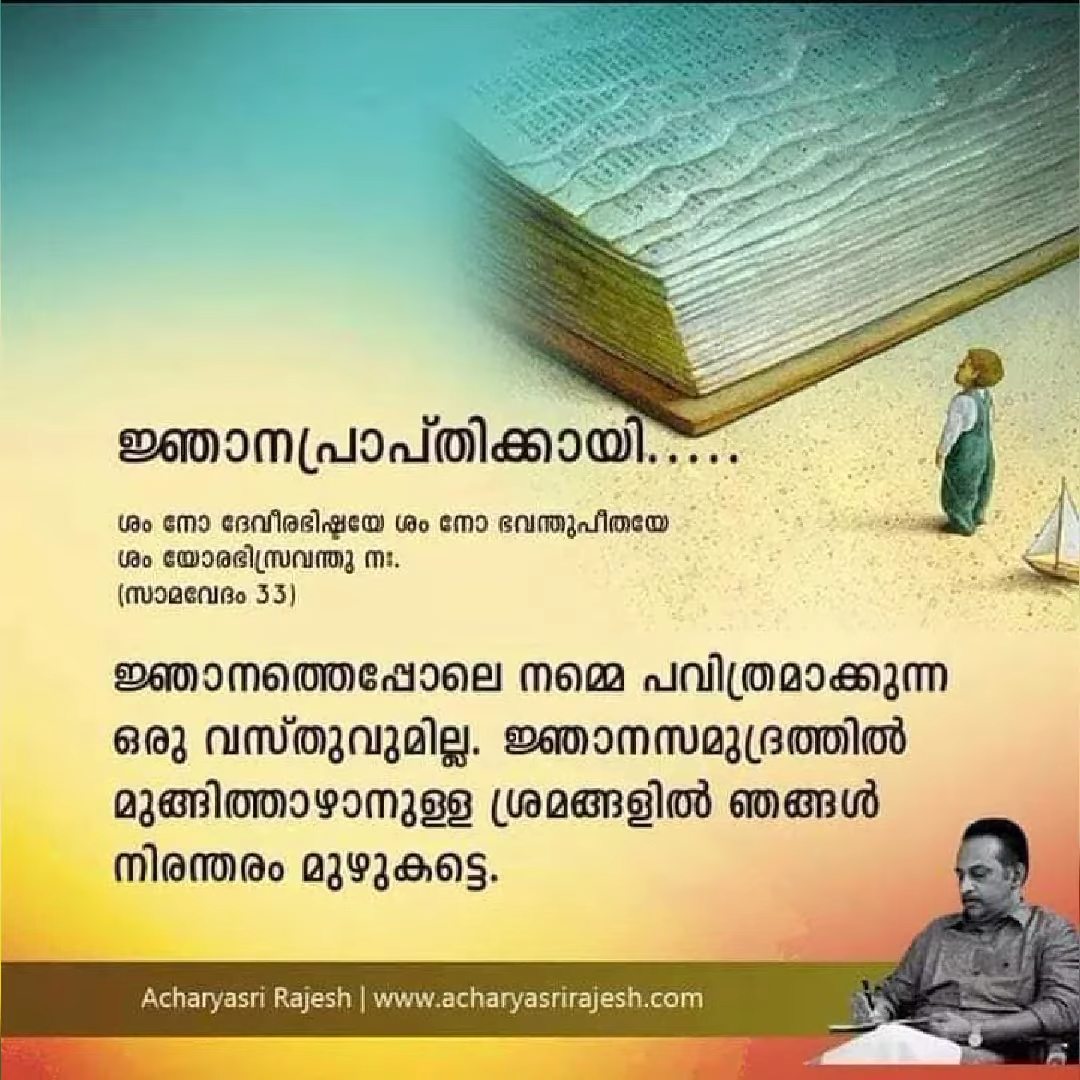 ജ്ഞാനപ്രാപ്തിക്കായി.....
ശം നോ ദേവീരഭിഷ്ടയേ ശം നോ ഭവന്തുപീതയേ
ശം യോരഭിസ്രവന്തു നഃ.
(സാമവേദം 33)
ജ്ഞാനത്തെപ്പോലെ നമ്മെ പവിത്രമാക്കുന്ന
ഒരു വസ്തുവുമില്ല. ജ്ഞാനസമുദ്രത്തിൽ
മുങ്ങിത്താഴാനുള്ള ശ്രമങ്ങളിൽ ഞങ്ങൾ
നിരന്തരം മുഴുകട്ടെ.
Acharyasri Rajesh | www.acharyasrirajesh.com